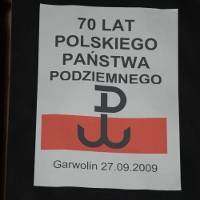 70 LAT
POLSKIEGO
PAŃSTWA
PODZIEMNEGO
Garwolin 27.09.2009